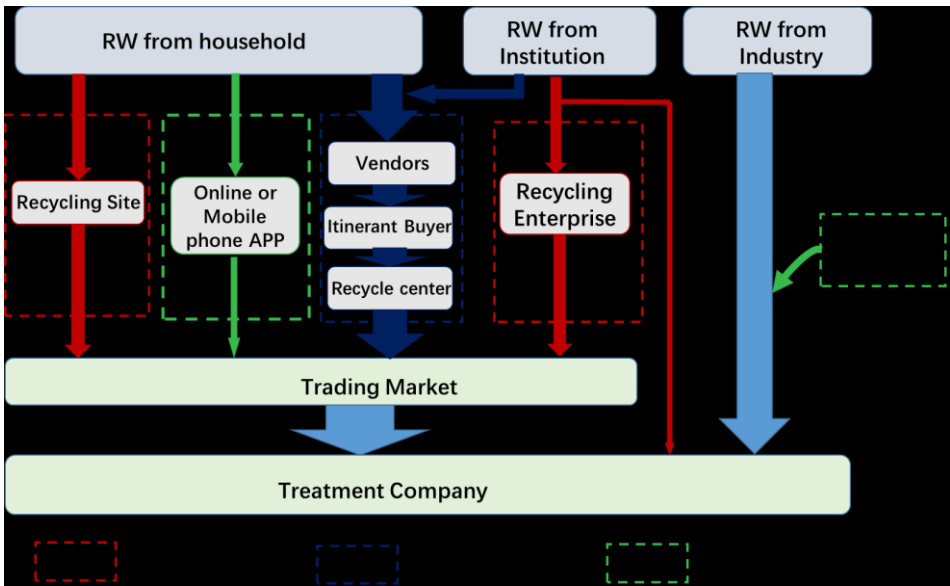 RW from household
RW from
Institution
RW from
Industry
Vendors
Recycling Site
Online or
Mobile
phone APP
Itinerant Buyer
Recycling
Enterprise
Recycle center
Trading Market
Treatment Company